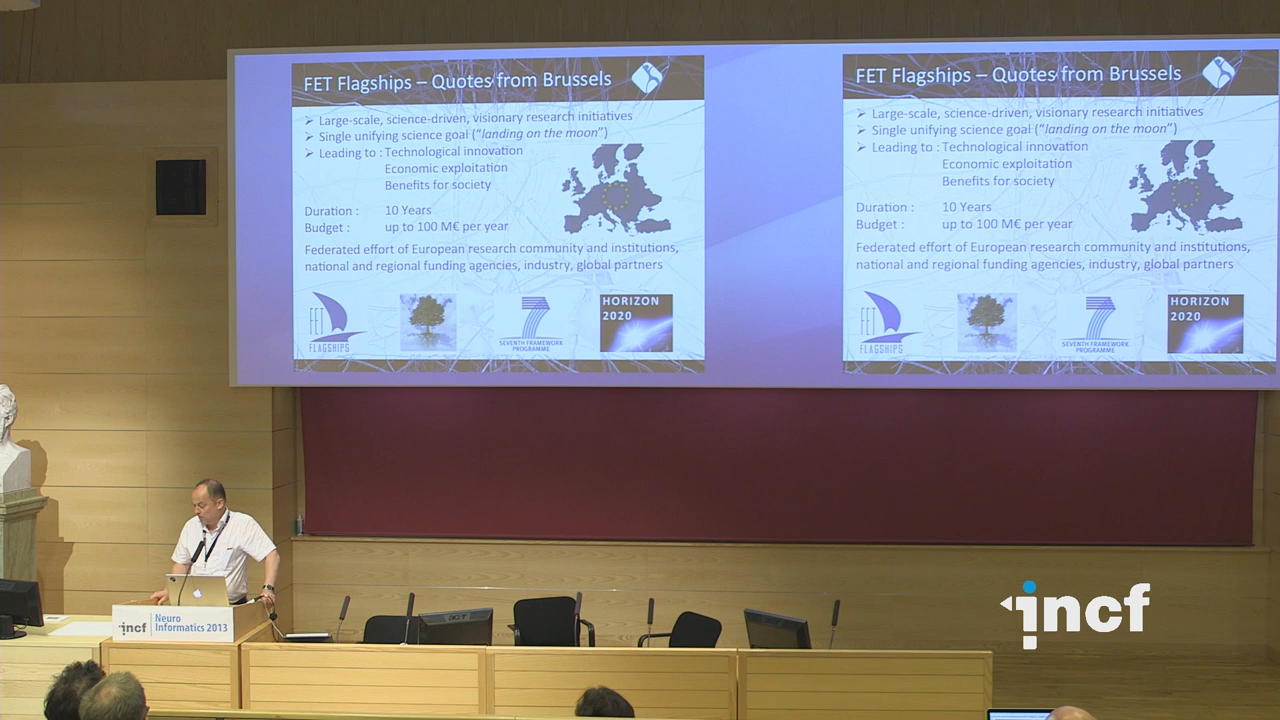 FET Flagships – Quotes from Brussels
➢ Large-scale, science-driven, visionary research initiatives
➢ Single unifying science goal (“landing on the moon”)
➢ Leading to : Technological innovation
Economic exploitation
Benefits for society
Duration : 10 Years
Budget : up to 100 M€ per year
Federated effort of European research community and institutions,
national and regional funding agencies, industry, global partners
FET
FLAGSHIPS
7
SEVENTH FRAMEWORK
PROGRAMME
HORIZON
2020
FET Flagships – Quotes from Brussels
➢ Large-scale, science-driven, visionary research initiatives
➢ Single unifying science goal (“landing on the moon”)
➢ Leading to : Technological innovation
Economic exploitation
Benefits for society
Duration : 10 Years
Budget : up to 100 M€ per year
Federated effort of European research community and institutions,
national and regional funding agencies, industry, global partners
FET
FLAGSHIPS
7
SEVENTH FRAMEWORK
PROGRAMME
HORIZON
2020
incf
Neuro
Informatics 2013
acer
incf